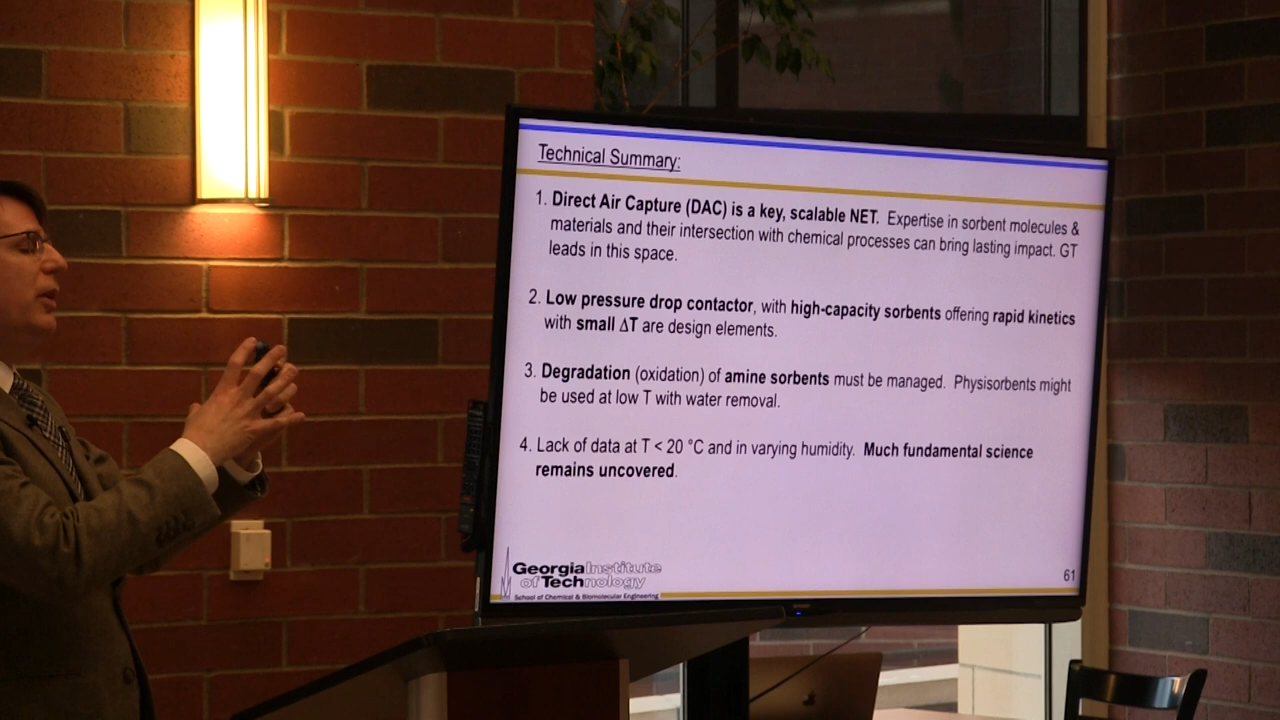 Technical Summary:
1. Direct Air Capture (DAC) is a key, scalable NET. Expertise in sorbent molecules &
materials and their intersection with chemical processes can bring lasting impact. GT
leads in this space.
2. Low pressure drop contactor, with high-capacity sorbents offering rapid kinetics
with small ΔT are design elements.
3. Degradation (oxidation) of amine sorbents must be managed. Physisorbents might
be used at low T with water removal.
4. Lack of data at T < 20 °C and in varying humidity. Much fundamental science
remains uncovered.
Georgia Institute
of Technology
School of Chemical & Biomolecular Engineering
61